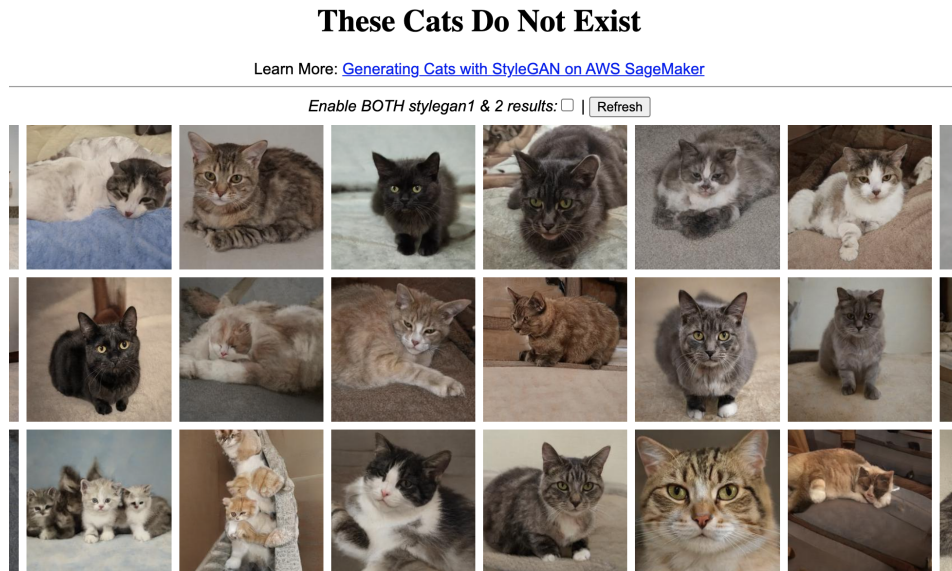 These Cats Do Not Exist
Learn More: Generating Cats with StyleGAN on AWS SageMaker
Enable BOTH stylegan1 & 2 results: | Refresh